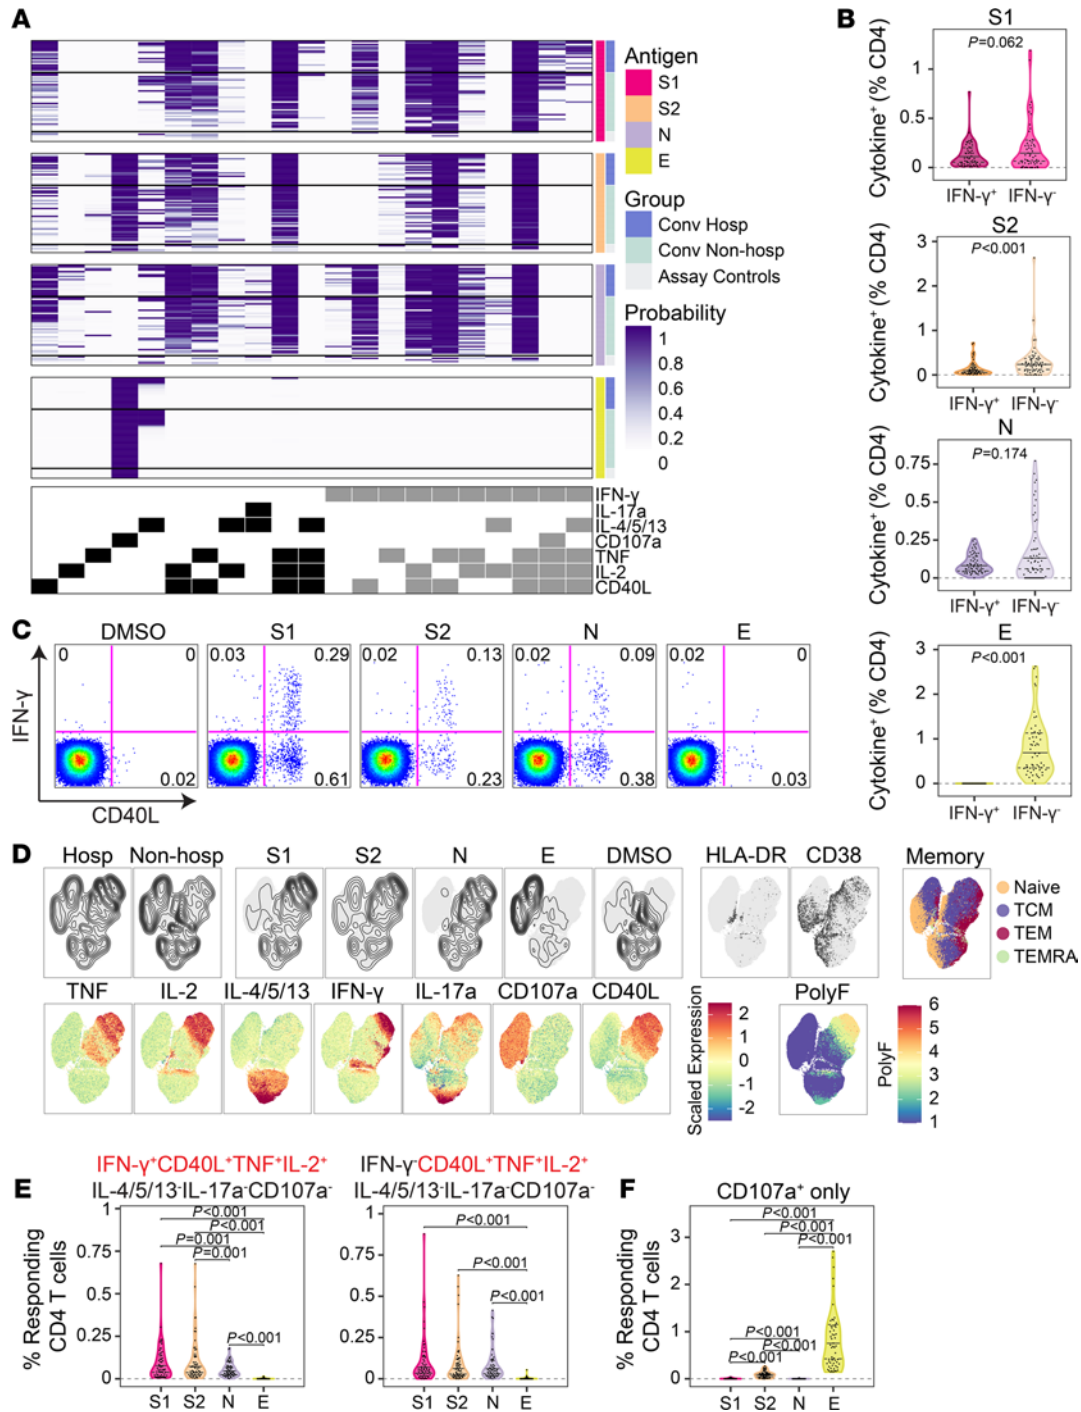 A
Antigen
S1
S2
N
E
Group
Conv Hosp
Conv Non-hosp
Assay Controls
Probability
1
0.8
0.6
0.4
0.2
0
IFN-γ
IL-17a
IL-4/5/13
CD107a
TNF
IL-2
CD40L
B
S1
P=0.062
Cytokine⁺ (% CD4)
1
0.5
0
IFN-γ⁺ IFN-γ⁻
S2
P<0.001
Cytokine⁺ (% CD4)
3
2
1
0
IFN-γ⁺ IFN-γ⁻
N
P=0.174
Cytokine⁺ (% CD4)
0.75
0.5
0.25
0
IFN-γ⁺ IFN-γ⁻
E
P<0.001
Cytokine⁺ (% CD4)
3
2
1
0
IFN-γ⁺ IFN-γ⁻
C
DMSO S1 S2 N E
0 0 0.03 0.29 0.02 0.13 0.02 0.09 0.02 0
0.02 0.61 0.23 0.38 0.03
IFN-γ
CD40L
D
Hosp Non-hosp S1 S2 N E DMSO HLA-DR CD38 Memory
Naive
TCM
TEM
TEMRA
TNF IL-2 IL-4/5/13 IFN-γ IL-17a CD107a CD40L
Scaled Expression
2
1
0
-1
-2
PolyF
PolyF
6
5
4
3
2
1
E
IFN-γ⁺CD40L⁺TNF⁺IL-2⁺
IL-4/5/13⁻IL-17a⁻CD107a⁻
% Responding
CD4 T cells
1
0.75
0.5
0.25
0
P<0.001
P<0.001
P=0.001
P=0.001
P<0.001
S1 S2 N E
IFN-γ⁻CD40L⁺TNF⁺IL-2⁺
IL-4/5/13⁻IL-17a⁻CD107a⁻
1
0.75
0.5
0.25
0
P<0.001
P<0.001
P<0.001
S1 S2 N E
F
CD107a⁺ only
% Responding
CD4 T cells
3
2
1
0
P<0.001
P<0.001
P<0.001
P<0.001
P<0.001
P<0.001
S1 S2 N E